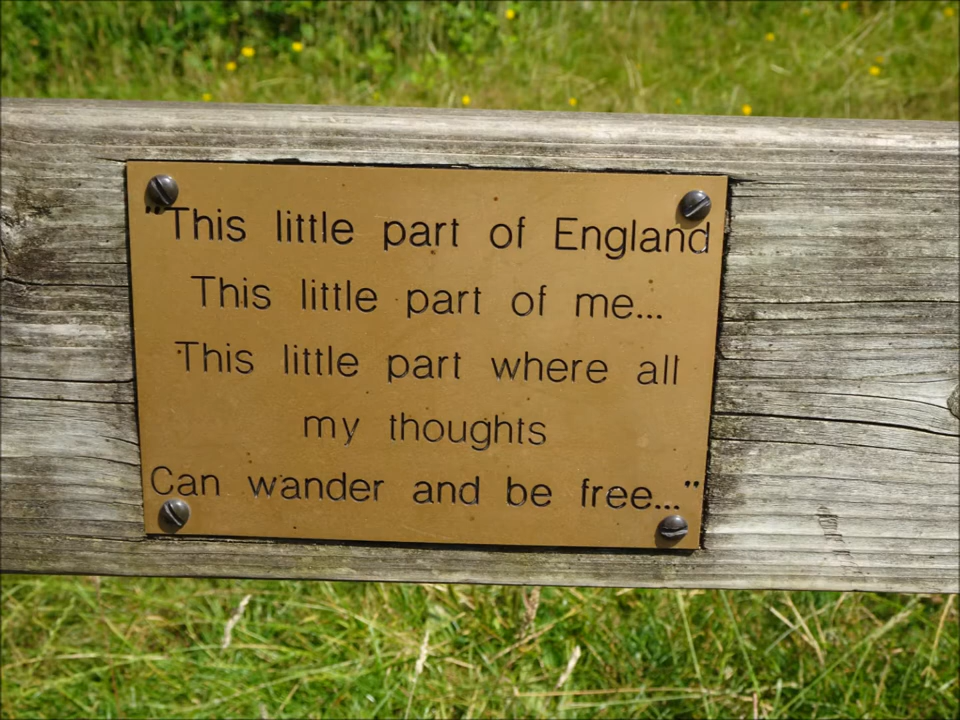 "This little part of England
This little part of me...
This little part where all
my thoughts
Can wander and be free..."